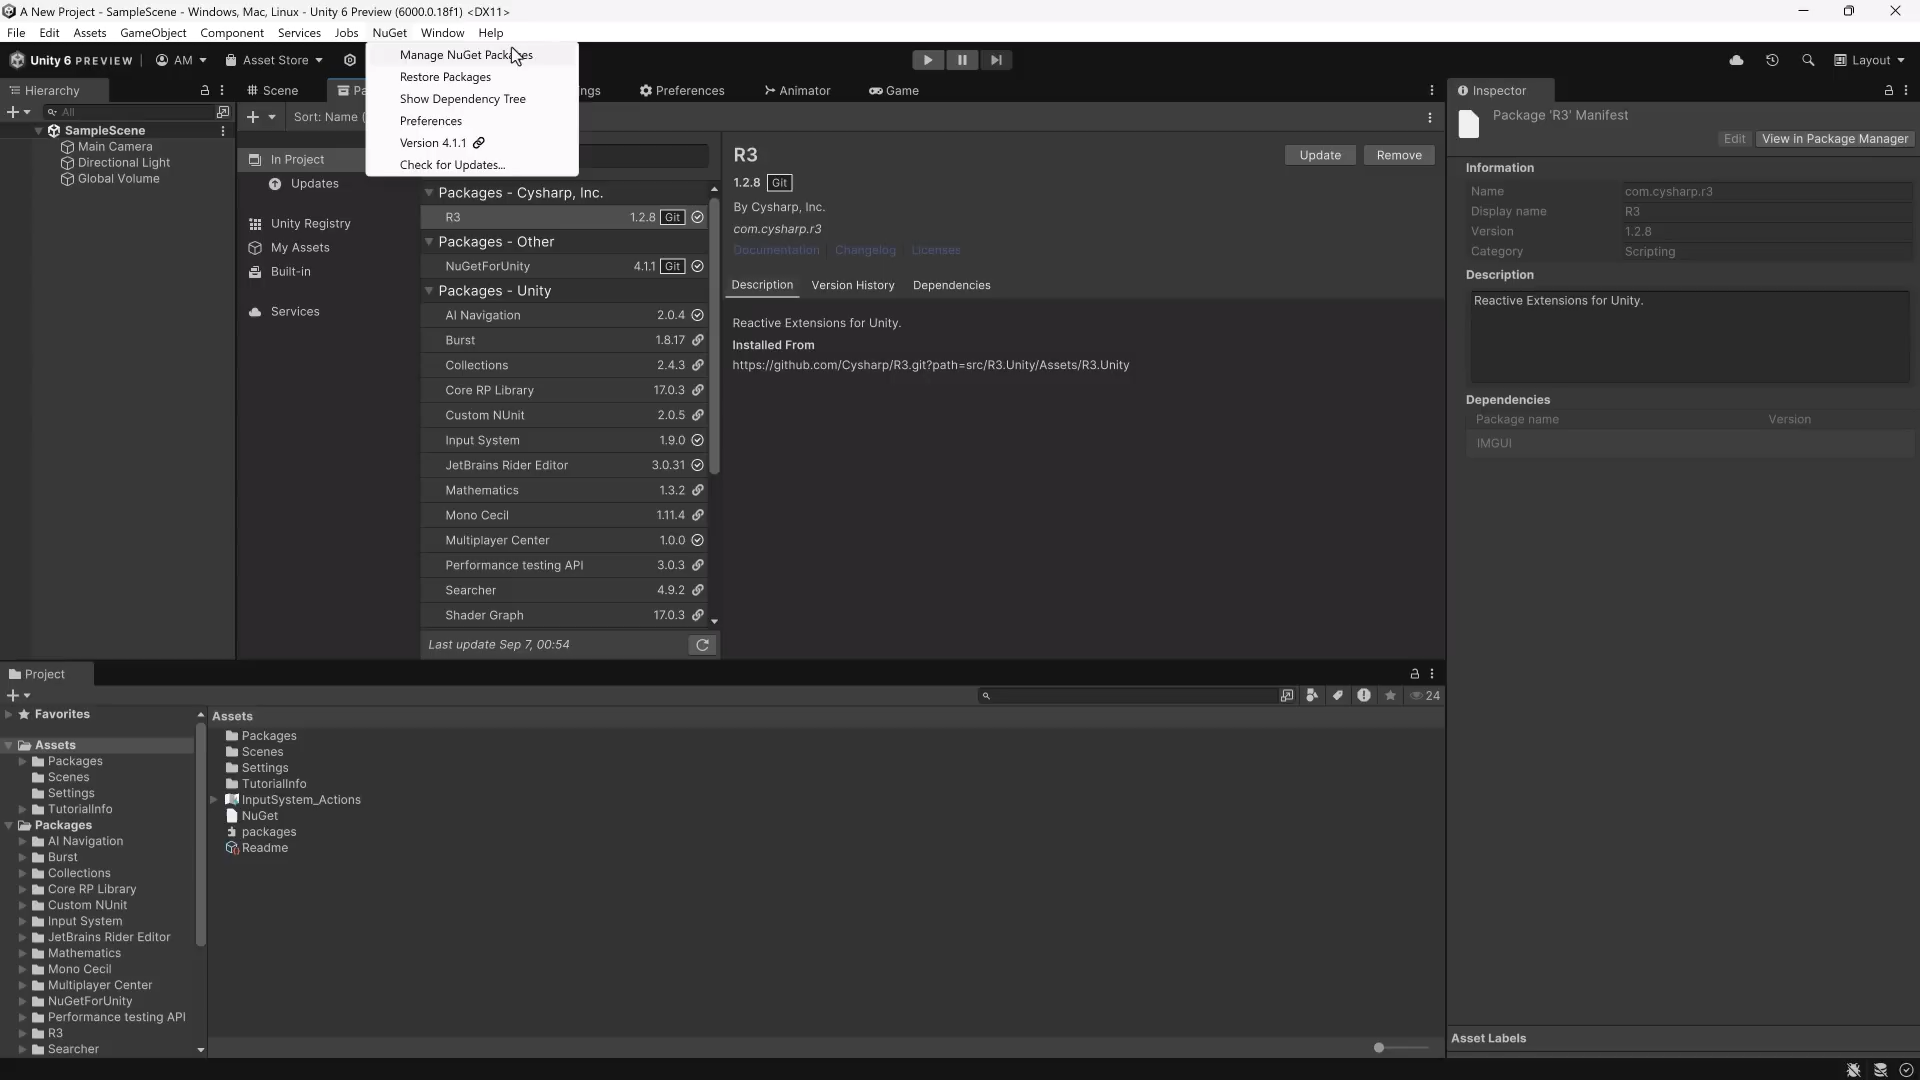 A New Project - SampleScene - Windows, Mac, Linux - Unity 6 Preview (6000.0.18f1) <DX11>
File Edit Assets GameObject Component Services Jobs NuGet Window Help
Unity 6 PREVIEW AM Asset Store Layout
Manage NuGet Packages
Restore Packages
Show Dependency Tree
Preferences
Version 4.1.1
Check for Updates...
Hierarchy
All
SampleScene
Main Camera
Directional Light
Global Volume
Scene Preferences Animator Game
Sort: Name
In Project
Updates
Unity Registry
My Assets
Built-in
Services
Packages - Cysharp, Inc.
R3 1.2.8 Git
Packages - Other
NuGetForUnity 4.1.1 Git
Packages - Unity
AI Navigation 2.0.4
Burst 1.8.17
Collections 2.4.3
Core RP Library 17.0.3
Custom NUnit 2.0.5
Input System 1.9.0
JetBrains Rider Editor 3.0.31
Mathematics 1.3.2
Mono Cecil 1.11.4
Multiplayer Center 1.0.0
Performance testing API 3.0.3
Searcher 4.9.2
Shader Graph 17.0.3
Last update Sep 7, 00:54
R3 Update Remove
1.2.8 Git
By Cysharp, Inc.
com.cysharp.r3
Documentation Changelog Licenses
Description Version History Dependencies
Reactive Extensions for Unity.
Installed From
https://github.com/Cysharp/R3.git?path=src/R3.Unity/Assets/R3.Unity
Inspector
Package 'R3' Manifest
Edit View in Package Manager
Information
Name com.cysharp.r3
Display name R3
Version 1.2.8
Category Scripting
Description
Reactive Extensions for Unity.
Dependencies
Package name Version
IMGUI
Asset Labels
Project
24
Favorites
Assets
Packages
Scenes
Settings
TutorialInfo
Packages
AI Navigation
Burst
Collections
Core RP Library
Custom NUnit
Input System
JetBrains Rider Editor
Mathematics
Mono Cecil
Multiplayer Center
NuGetForUnity
Performance testing API
R3
Searcher
Assets
Packages
Scenes
Settings
TutorialInfo
InputSystem_Actions
NuGet
packages
Readme